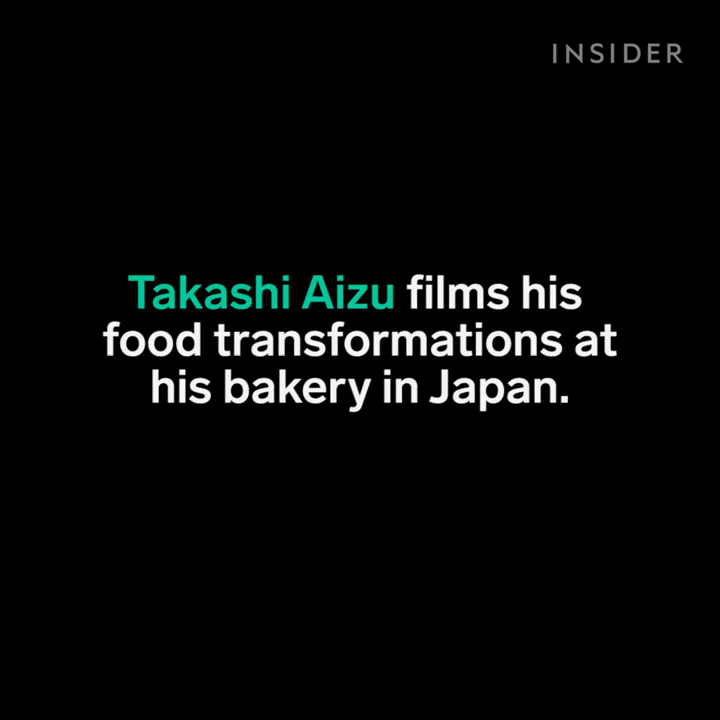 INSIDER
Takashi Aizu films his
food transformations at
his bakery in Japan.